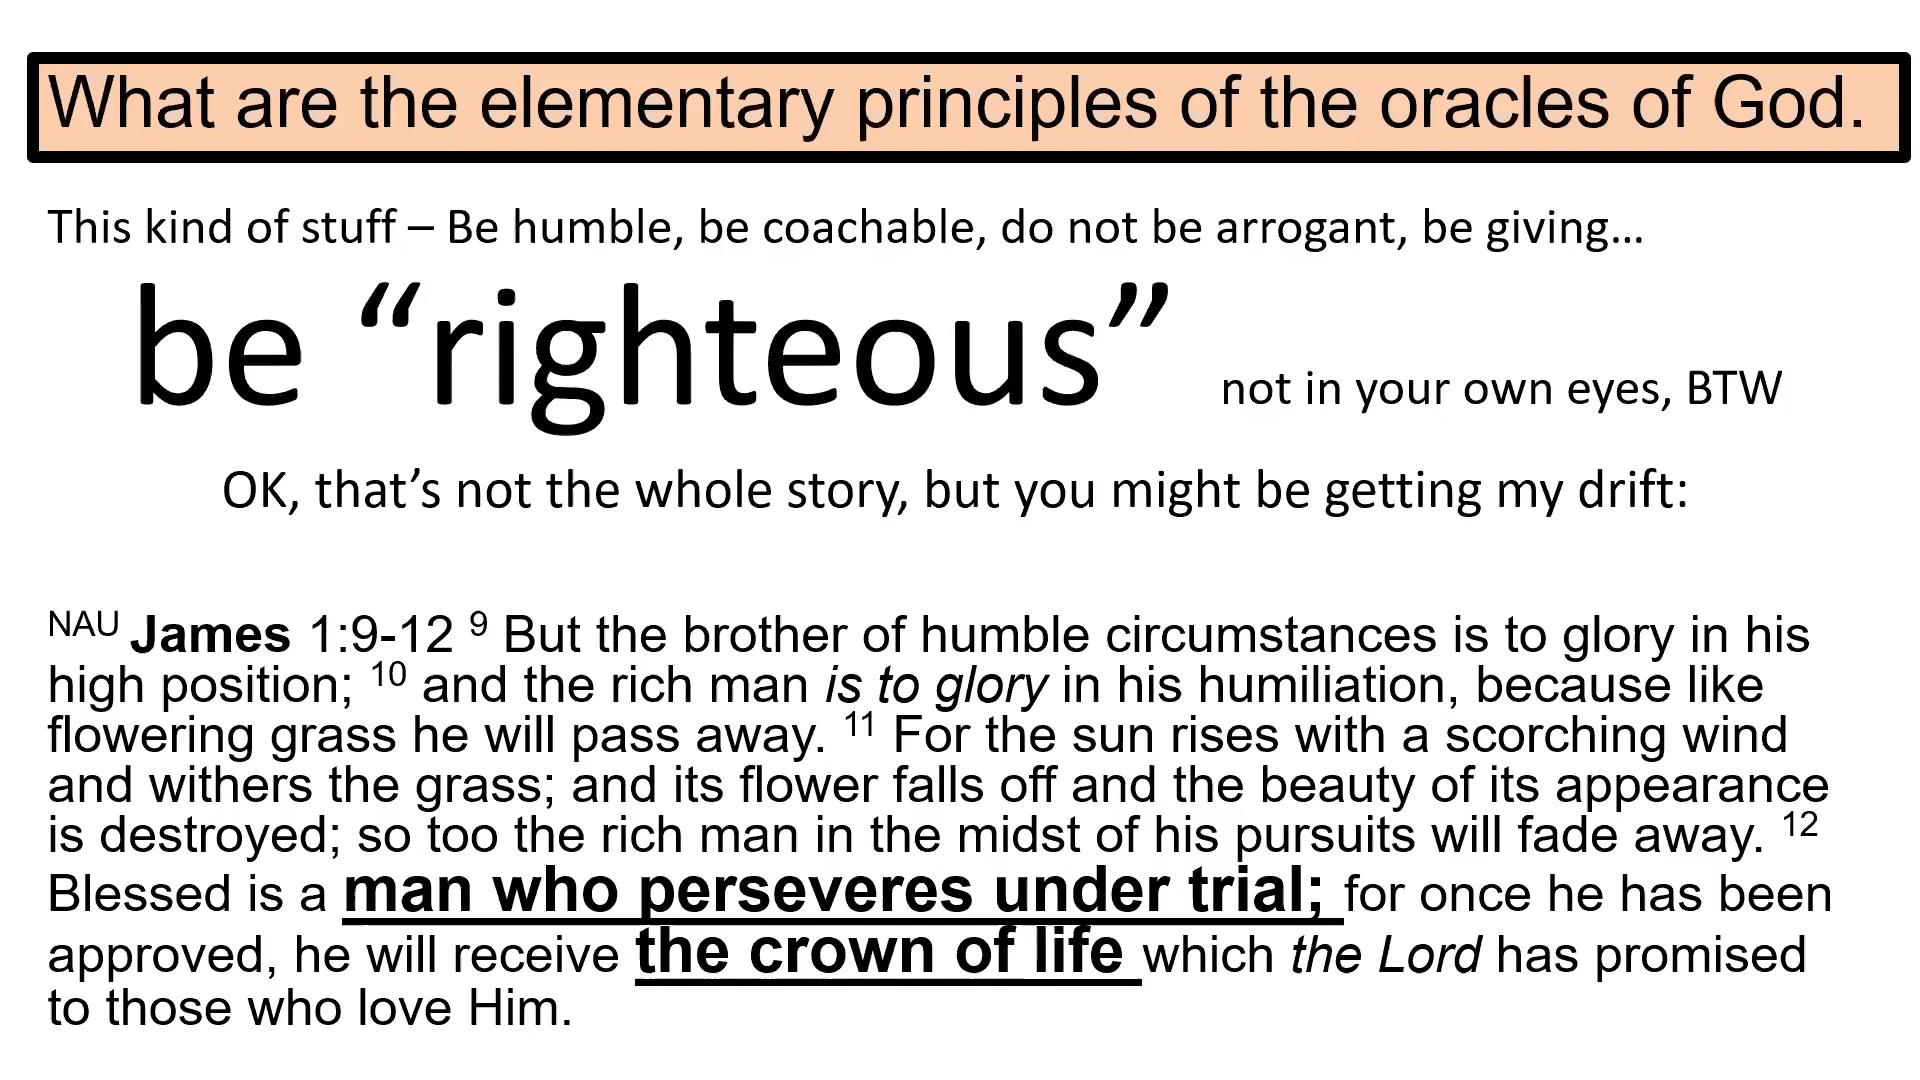 What are the elementary principles of the oracles of God.
This kind of stuff – Be humble, be coachable, do not be arrogant, be giving…
be “righteous” not in your own eyes, BTW
OK, that’s not the whole story, but you might be getting my drift:
NAU James 1:9-12 9 But the brother of humble circumstances is to glory in his
high position; 10 and the rich man is to glory in his humiliation, because like
flowering grass he will pass away. 11 For the sun rises with a scorching wind
and withers the grass; and its flower falls off and the beauty of its appearance
is destroyed; so too the rich man in the midst of his pursuits will fade away. 12
Blessed is a man who perseveres under trial; for once he has been
approved, he will receive the crown of life which the Lord has promised
to those who love Him.